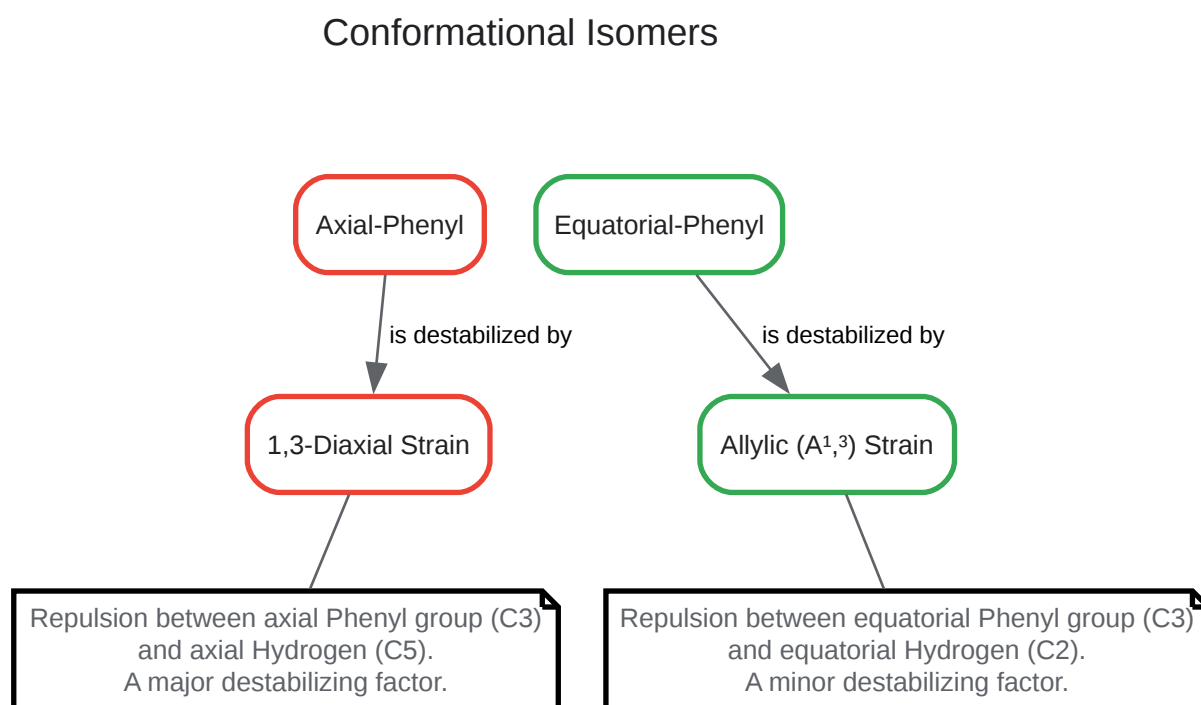 Conformational Isomers
Axial-Phenyl
Equatorial-Phenyl
is destabilized by
is destabilized by
1,3-Diaxial Strain
Allylic (A¹,³) Strain
Repulsion between axial Phenyl group (C3)
and axial Hydrogen (C5).
A major destabilizing factor.
Repulsion between equatorial Phenyl group (C3)
and equatorial Hydrogen (C2).
A minor destabilizing factor.